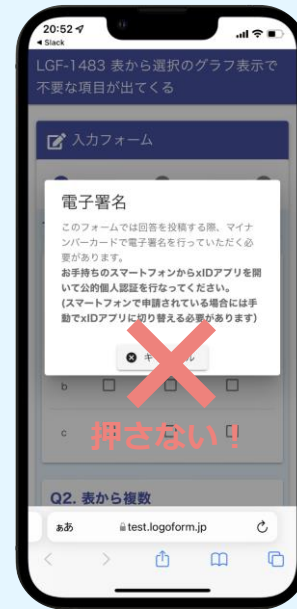 20:52
◀ Slack
LGF-1483 表から選択のグラフ表示で
不要な項目が出てくる
入力フォーム
電子署名
このフォームでは回答を投稿する際、マイナ
ンバーカードで電子署名を行っていただく必
要があります。
お手持ちのスマートフォンからxIDアプリを開
いて公的個人認証を行なってください。
(スマートフォンで申請されている場合には手
動でxIDアプリに切り替える必要があります)
b
押さない！
c
Q2. 表から複数
ぁあ test.logoform.jp